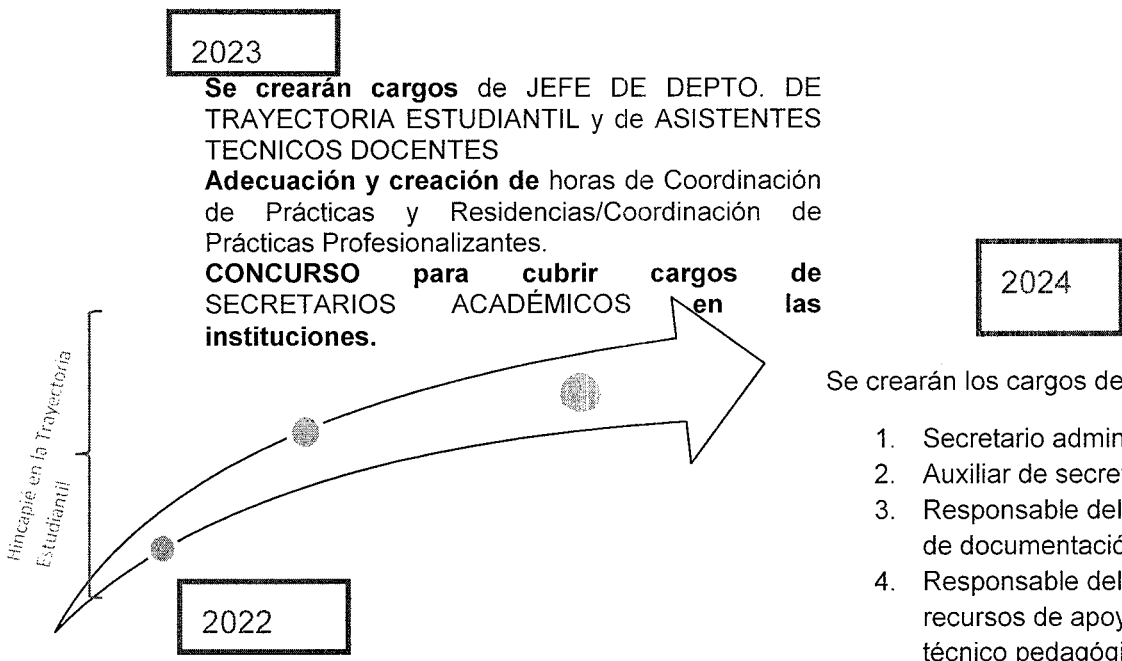 2023
Se crearán cargos de JEFE DE DEPTO. DE
TRAYECTORIA ESTUDIANTIL y de ASISTENTES
TECNICOS DOCENTES
Adecuación y creación de horas de Coordinación
de Prácticas y Residencias/Coordinación de
Prácticas Profesionalizantes.
CONCURSO para cubrir cargos de
SECRETARIOS ACADÉMICOS en las
instituciones.
2024
Hincapié en la Trayectoria
Estudiantil
Se crearán los cargos de
1. Secretario admin
2. Auxiliar de secre
3. Responsable del
de documentació
4. Responsable del
recursos de apoy
técnico pedagógi
2022